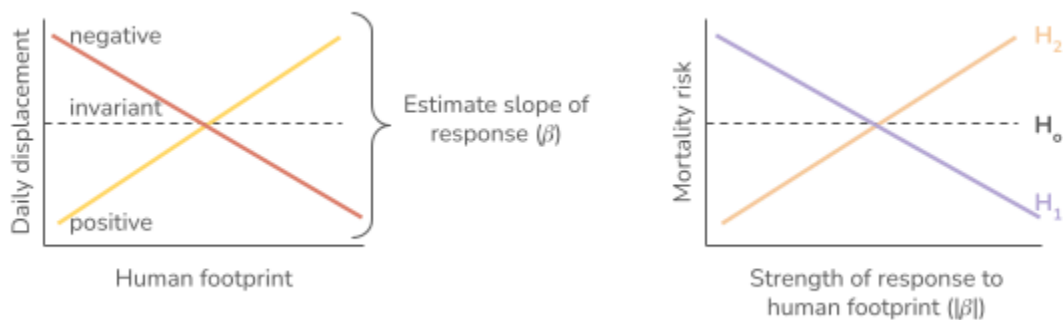 Daily displacement
negative
invariant
positive
Human footprint
Estimate slope of
response (β)
Mortality risk
H₂
Hₒ
H₁
Strength of response to
human footprint (|β|)